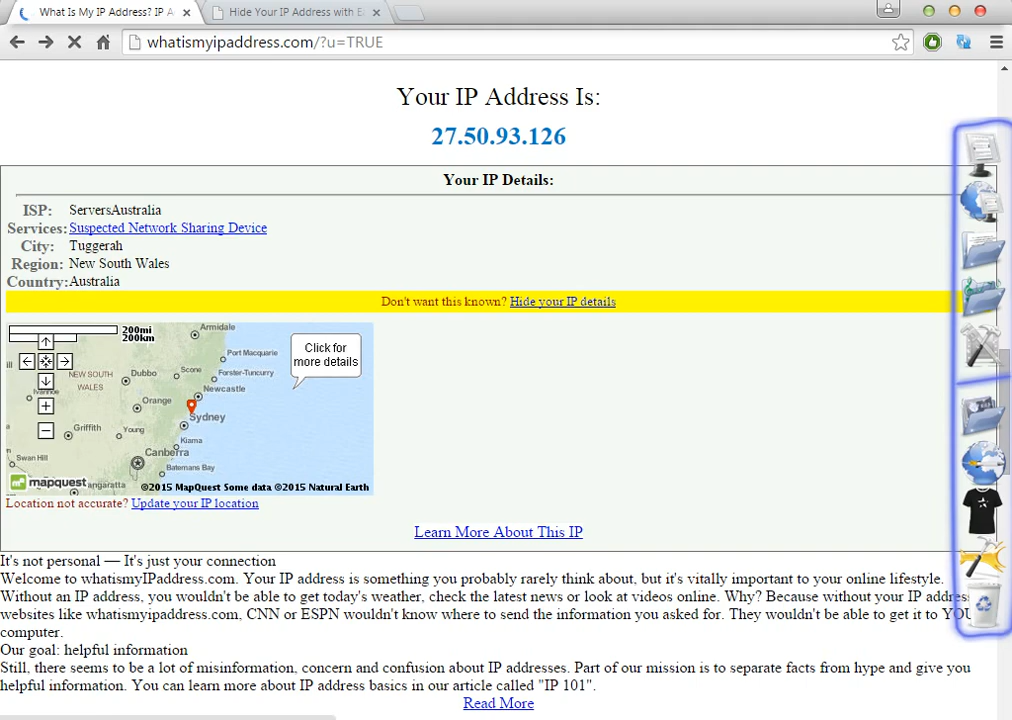 What Is My IP Address? IP A
Hide Your IP Address with E
whatismyipaddress.com/?u=TRUE
Your IP Address Is:
27.50.93.126
Your IP Details:
ISP: ServersAustralia
Services: Suspected Network Sharing Device
City: Tuggerah
Region: New South Wales
Country: Australia
Don't want this known? Hide your IP details
200mi
200km
Armidale
Click for
more details
Port Macquarie
NEW SOUTH
WALES
Dubbo
Scone
Forster-Tuncurry
Newcastle
Orange
Sydney
Griffith
Young
Kiama
Canberra
Swan Hill
Batemans Bay
mapquest
angaratta
©2015 MapQuest Some data ©2015 Natural Earth
Location not accurate? Update your IP location
Learn More About This IP
It's not personal — It's just your connection
Welcome to whatismyIPaddress.com. Your IP address is something you probably rarely think about, but it's vitally important to your online lifestyle.
Without an IP address, you wouldn't be able to get today's weather, check the latest news or look at videos online. Why? Because without your IP addres
websites like whatismyipaddress.com, CNN or ESPN wouldn't know where to send the information you asked for. They wouldn't be able to get it to YOU
computer.
Our goal: helpful information
Still, there seems to be a lot of misinformation, concern and confusion about IP addresses. Part of our mission is to separate facts from hype and give you
helpful information. You can learn more about IP address basics in our article called "IP 101".
Read More